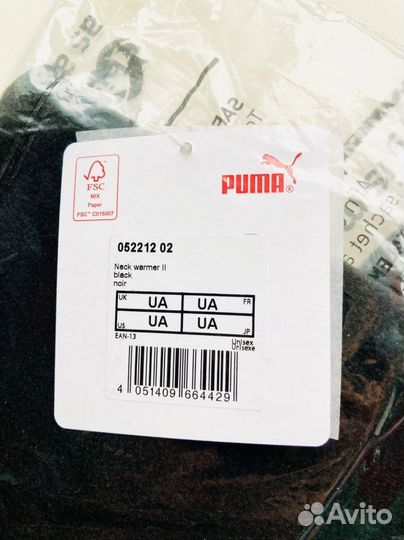 FSC
MIX
Paper
FSC® C015007
PUMA®
052212 02
Neck warmer II
black
noir
UK UA UA FR
US UA UA JP
EAN-13
Unisex
Unisexe
4 051409 664429
sachet
Avito